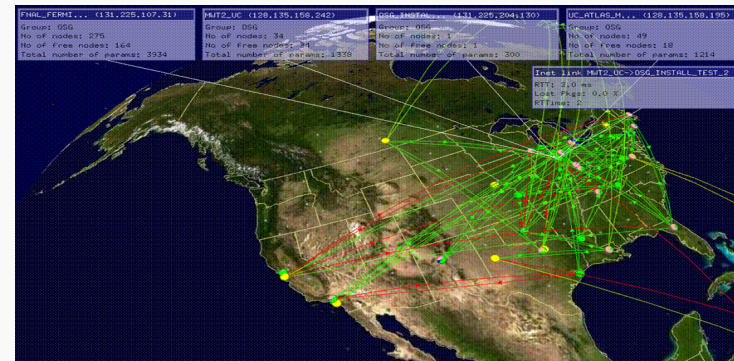 FNAL_FERMI... (131.225.107.31)
Group: OSG
No of nodes: 275
No of free nodes: 164
Total number of params: 3934
MWT2_UC (128.135.158.242)
Group: OSG
No of nodes: 34
No of free nodes: 34
Total number of params: 1338
OSG_INSTAL... (131.225.204.130)
Group: OSG
No of nodes: 1
No of free nodes: 1
Total number of params: 300
UC_ATLAS_M... (128.135.158.195)
Group: OSG
No of nodes: 49
No of free nodes: 18
Total number of params: 1214
Inet link MWT2_UC->OSG_INSTALL_TEST_2
RTT: 3.0 ms
Lost Pkgs: 0.0 %
RTTime: 2